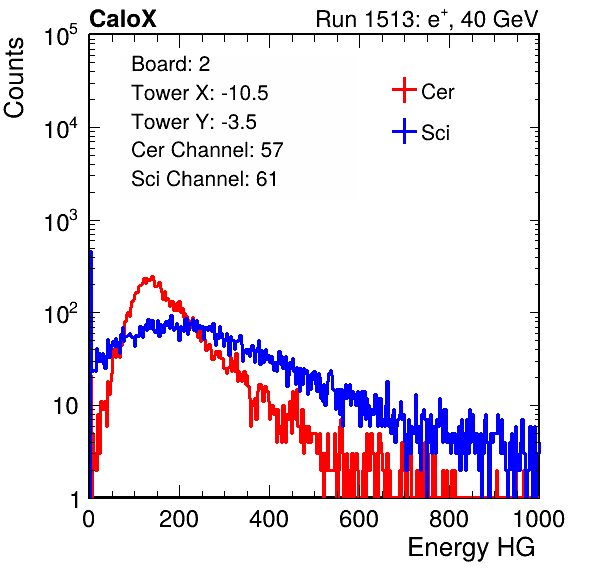 CaloX Run 1513: e⁺, 40 GeV
Counts
10⁵
10⁴
10³
10²
10
1
Board: 2
Tower X: -10.5
Tower Y: -3.5
Cer Channel: 57
Sci Channel: 61
Cer
Sci
0 200 400 600 800 1000
Energy HG